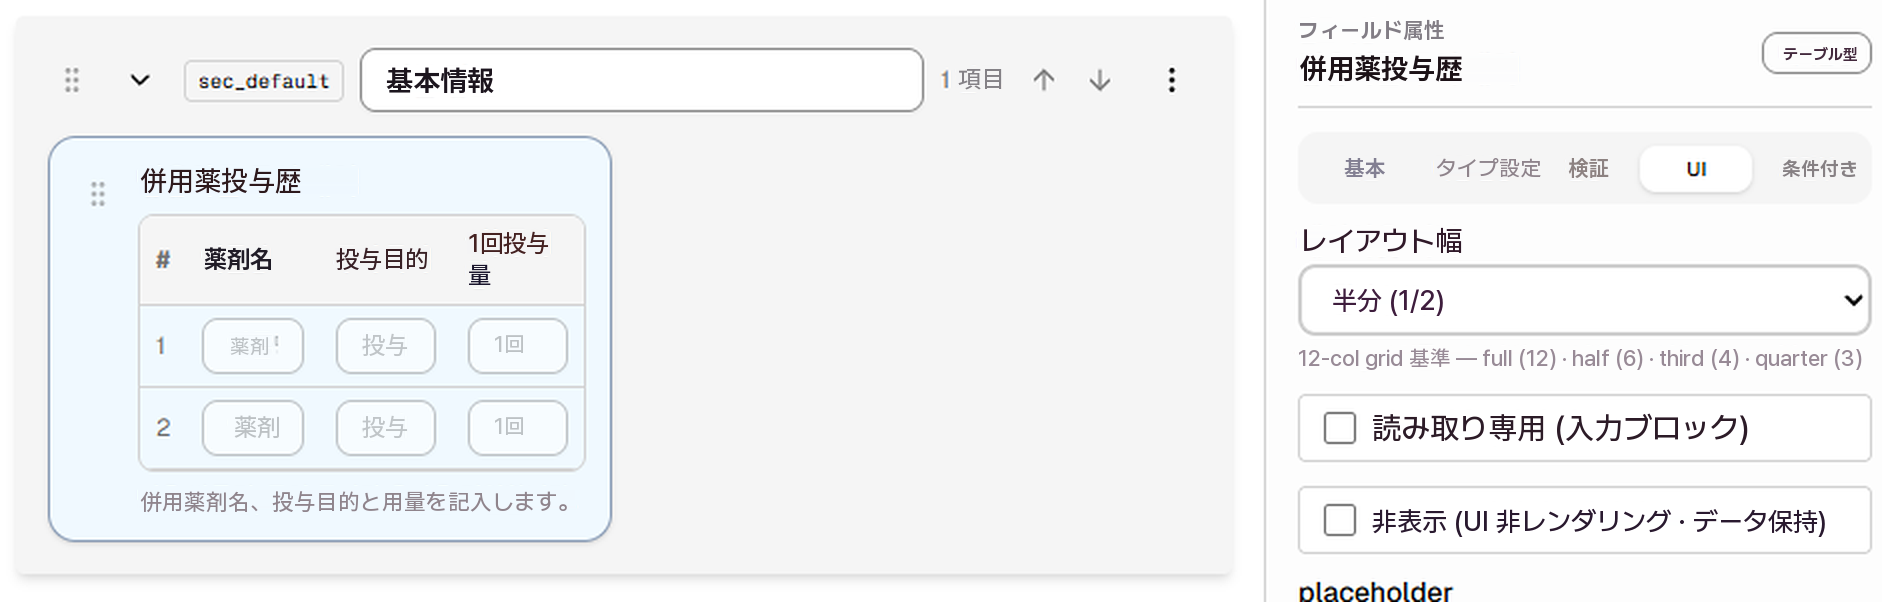 sec_default
基本情報
1 項目
併用薬投与歴
# 薬剤名 投与目的 1回投与
量
1 薬剤 投与 1回
2 薬剤 投与 1回
併用薬剤名、投与目的と用量を記入します。
フィールド属性
併用薬投与歴
テーブル型
基本 タイプ設定 検証 UI 条件付き
レイアウト幅
半分 (1/2)
12-col grid 基準 — full (12) · half (6) · third (4) · quarter (3)
読み取り専用 (入力ブロック)
非表示 (UI 非レンダリング · データ保持)
placeholder